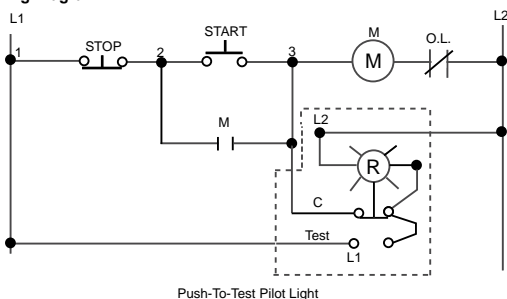 L1
L2
1
STOP
2
START
3
M
M
O.L.
M
L2
R
C
Test
L1
Push-To-Test Pilot Light